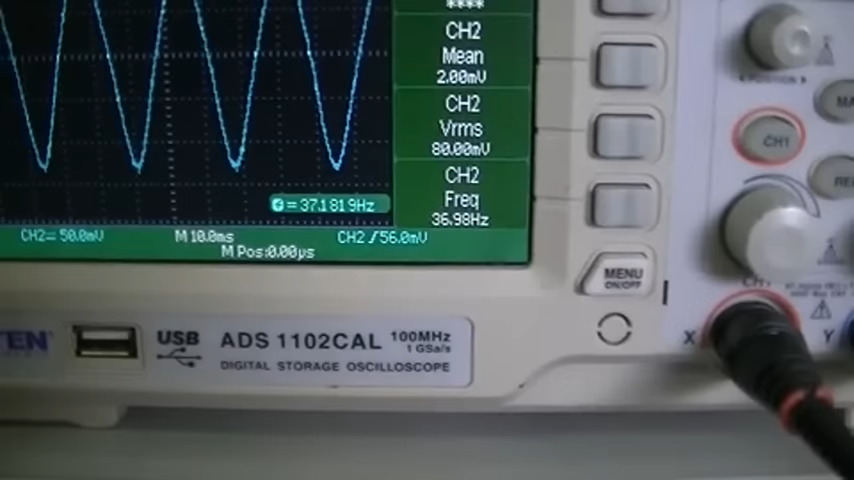 ****
CH2
Mean
2.00mV
CH2
Vrms
80.00mV
CH2
Freq
36.98Hz
= 37.1819Hz
CH2= 50.0mV
M 10.0ms
CH2 56.0mV
M Pos:0.00µs
MENU
ON/OFF
CH1
MA
X
Y
TEN
USB
ADS 1102CAL
100MHz
1 GSa/s
DIGITAL STORAGE OSCILLOSCOPE